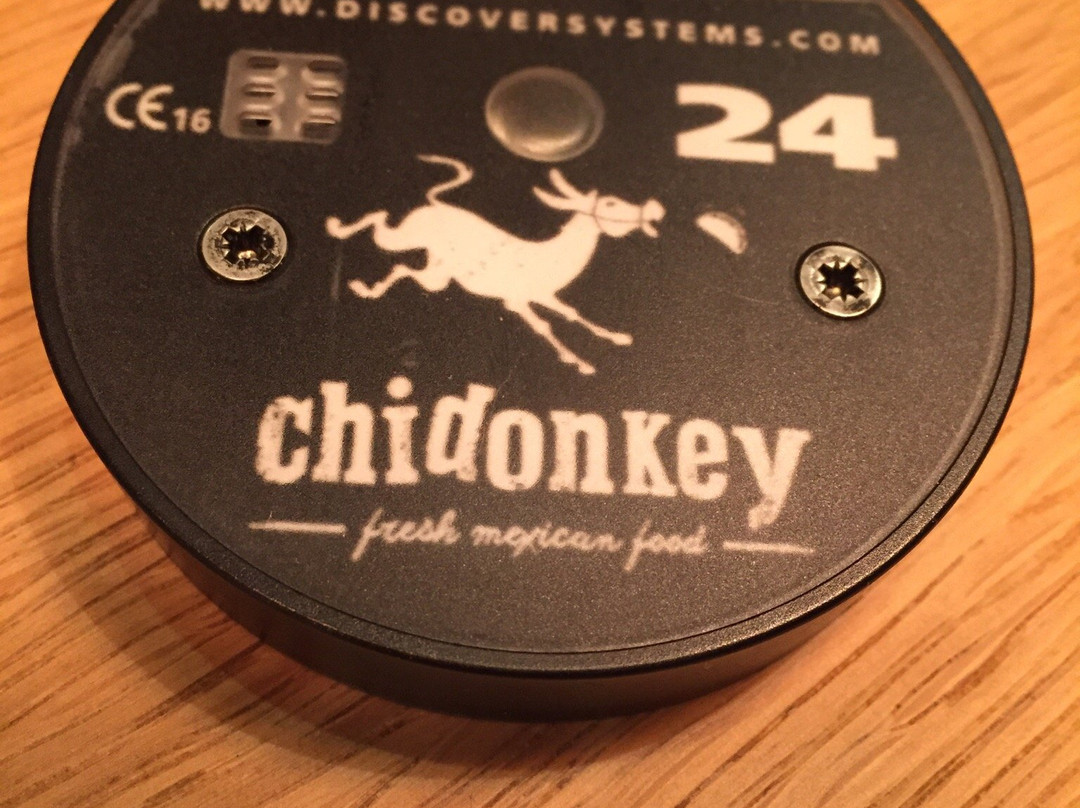 WWW.DISCOVERSYSTEMS.COM
CE16
24
chidonkey
fresh mexican food